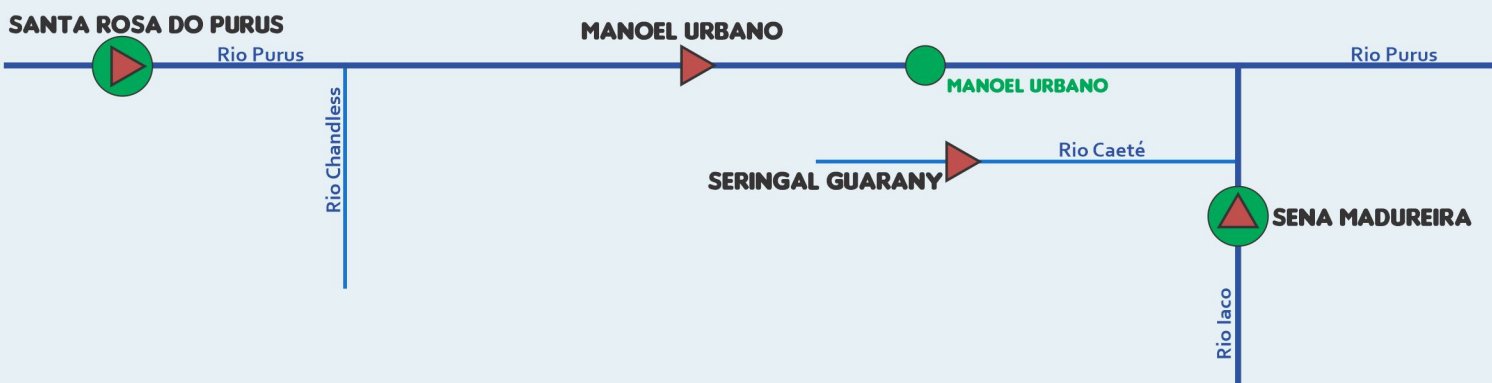 SANTA ROSA DO PURUS
MANOEL URBANO
Rio Purus
Rio Purus
MANOEL URBANO
Rio Chandless
Rio Caeté
SERINGAL GUARANY
SENA MADUREIRA
Rio Iaco